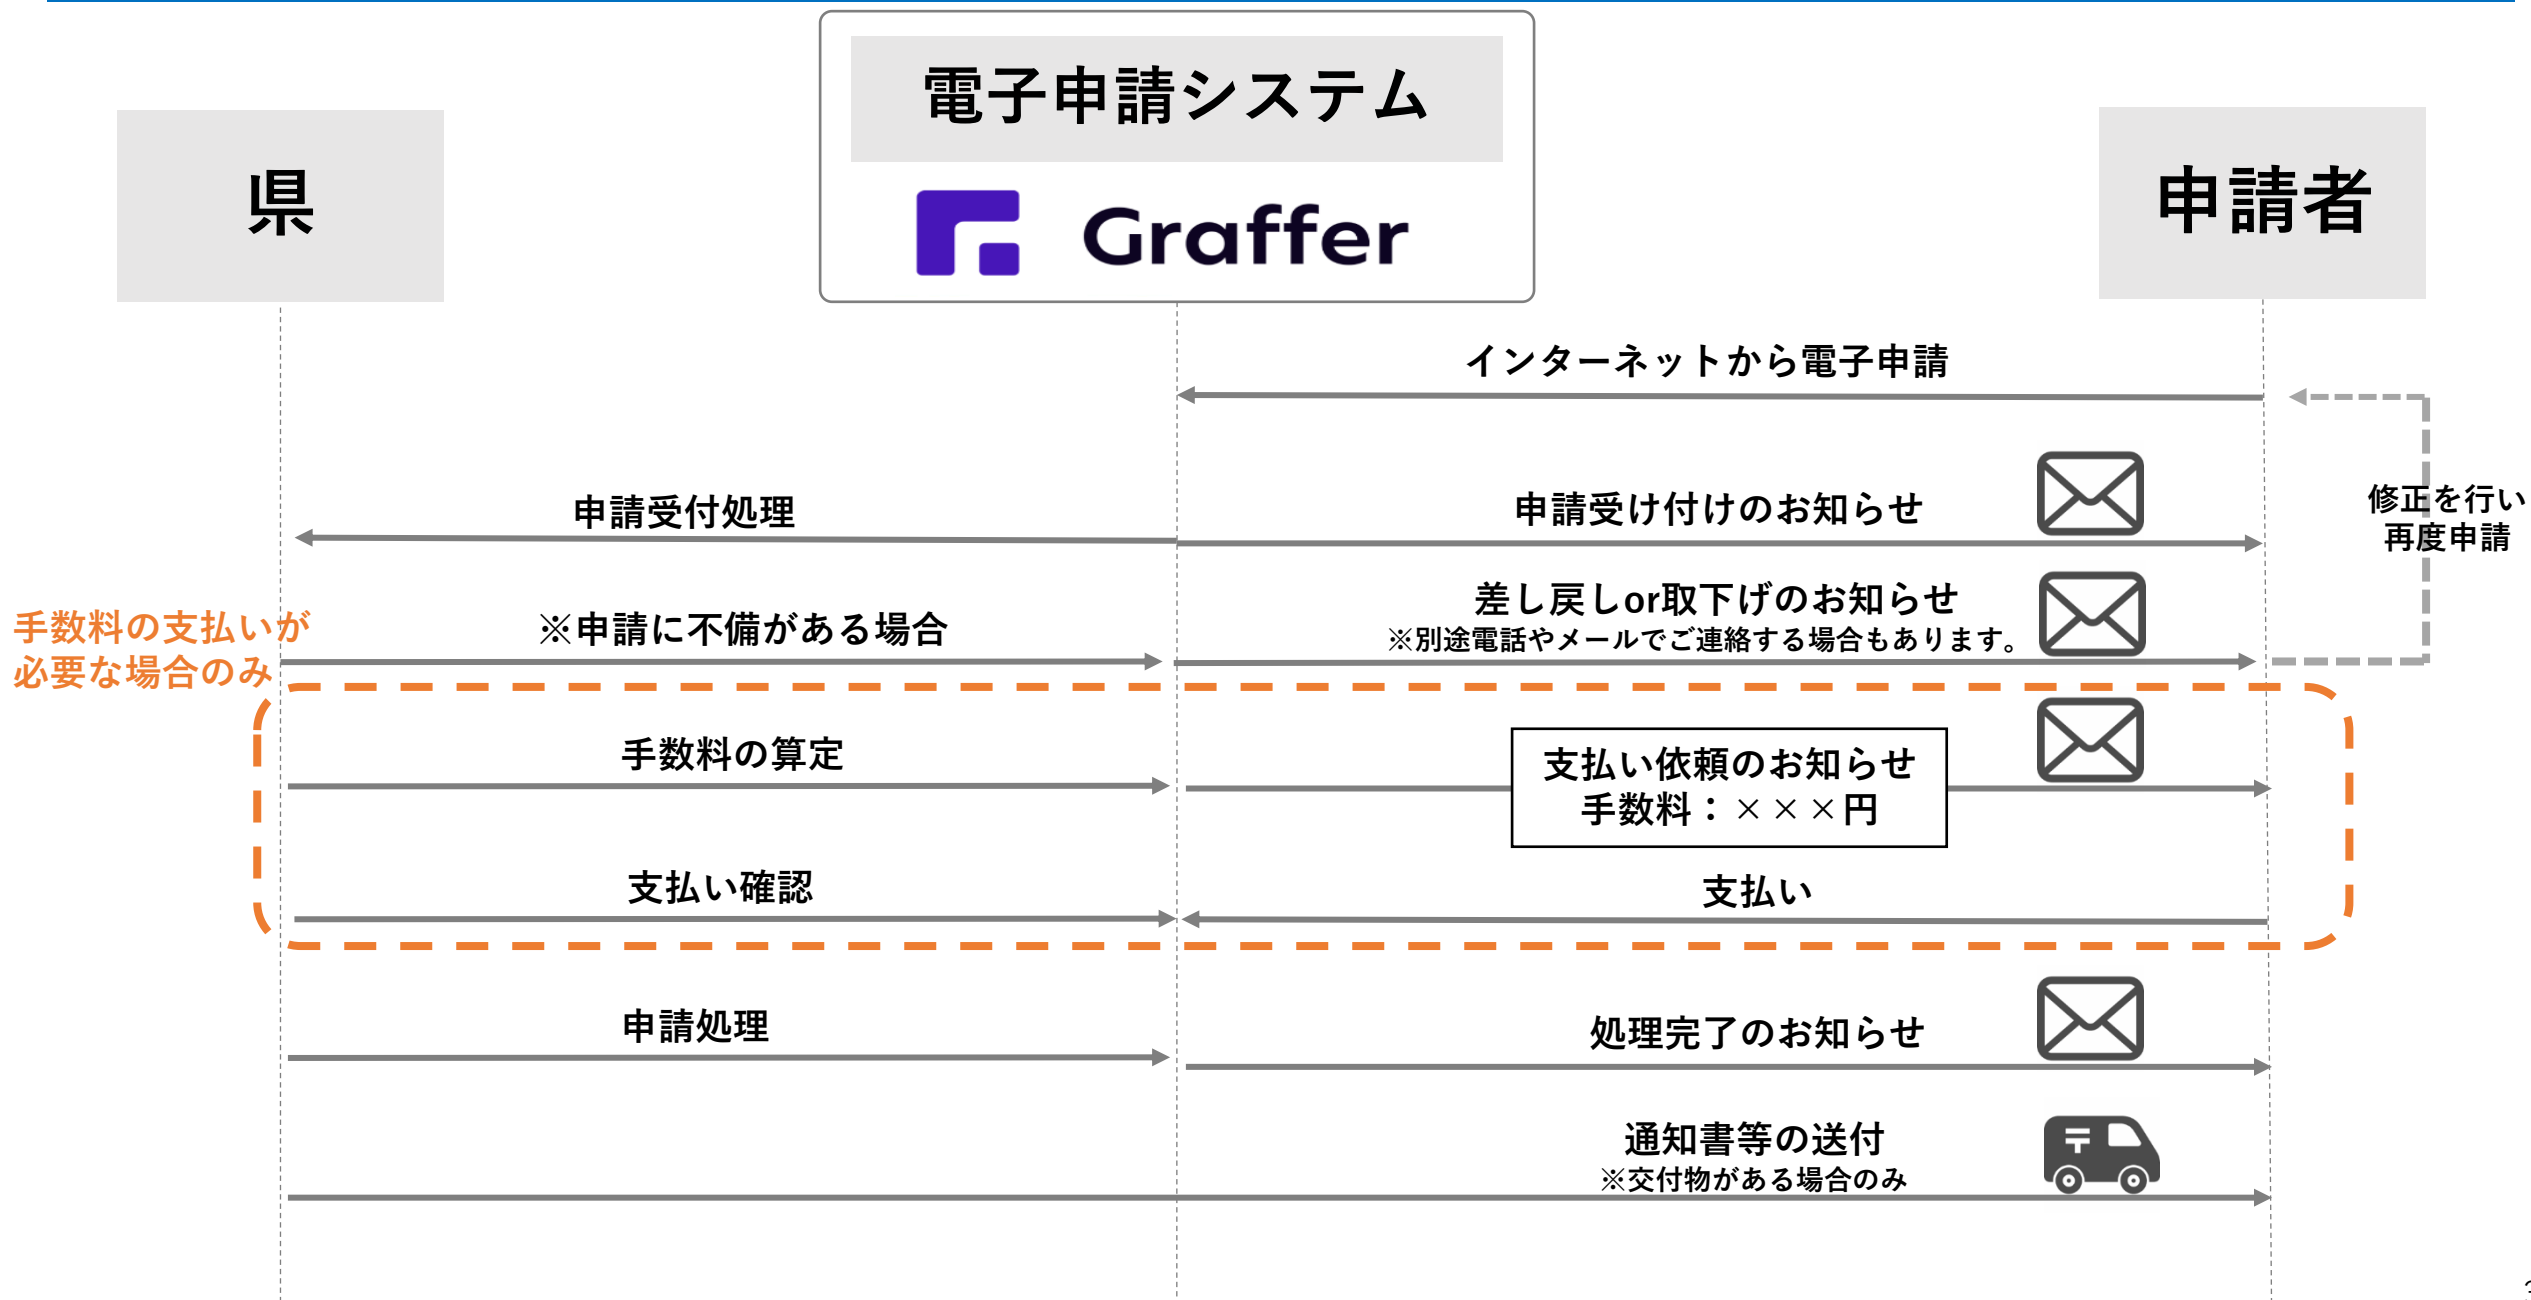 電子申請システム
Graffer
県
申請者
インターネットから電子申請
申請受付処理
申請受け付けのお知らせ
修正を行い
再度申請
※申請に不備がある場合
差し戻しor取下げのお知らせ
※別途電話やメールでご連絡する場合もあります。
手数料の支払いが
必要な場合のみ
手数料の算定
支払い依頼のお知らせ
手数料：×××円
支払い確認
支払い
申請処理
処理完了のお知らせ
通知書等の送付
※交付物がある場合のみ
〒